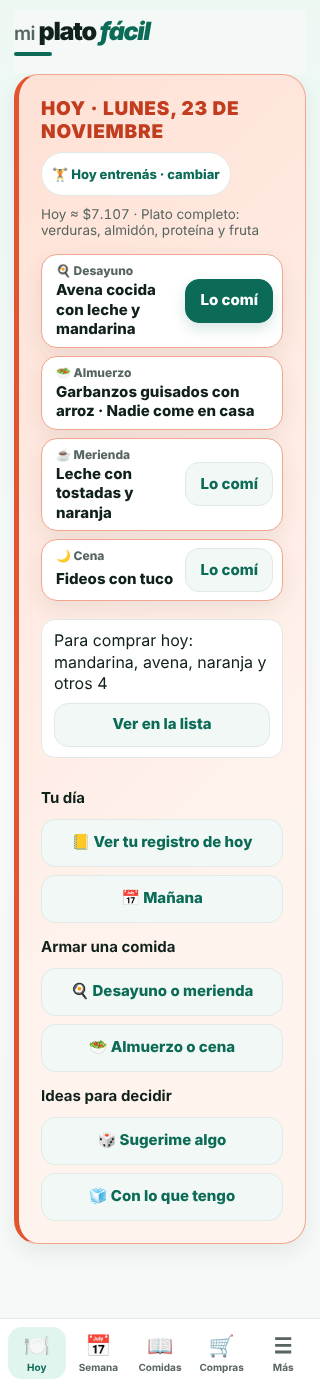 mi plato fácil
HOY · LUNES, 23 DE
NOVIEMBRE
🏋️ Hoy entrenás · cambiar
Hoy ≈ $7.107 · Plato completo:
verduras, almidón, proteína y fruta
🍳 Desayuno
Avena cocida
con leche y
mandarina
Lo comí
🥗 Almuerzo
Garbanzos guisados con
arroz · Nadie come en casa
☕ Merienda
Leche con
tostadas y
naranja
Lo comí
🌙 Cena
Fideos con tuco
Lo comí
Para comprar hoy:
mandarina, avena, naranja y
otros 4
Ver en la lista
Tu día
📒 Ver tu registro de hoy
📅 Mañana
Armar una comida
🍳 Desayuno o merienda
🥗 Almuerzo o cena
Ideas para decidir
🎲 Sugerime algo
🧊 Con lo que tengo
Hoy
Semana
Comidas
Compras
Más